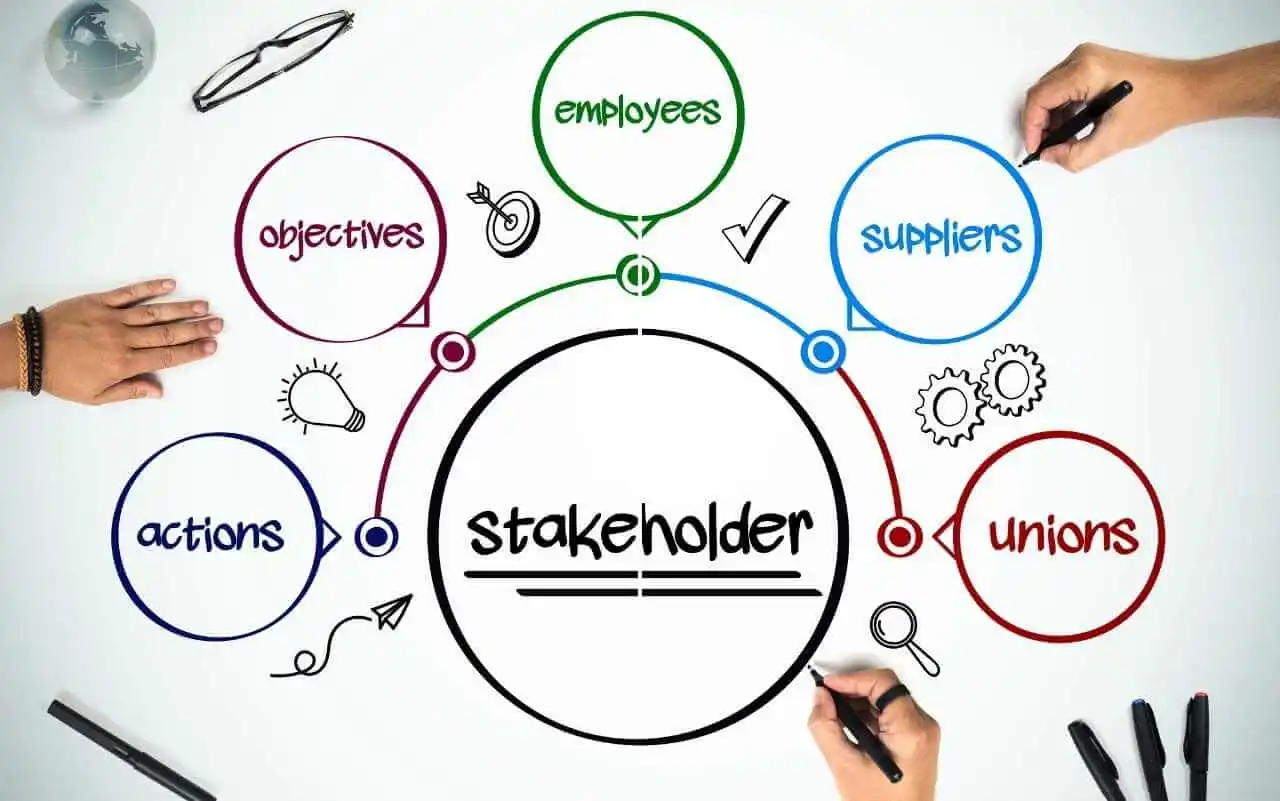 employees
objectives
suppliers
actions
stakeholder
unions